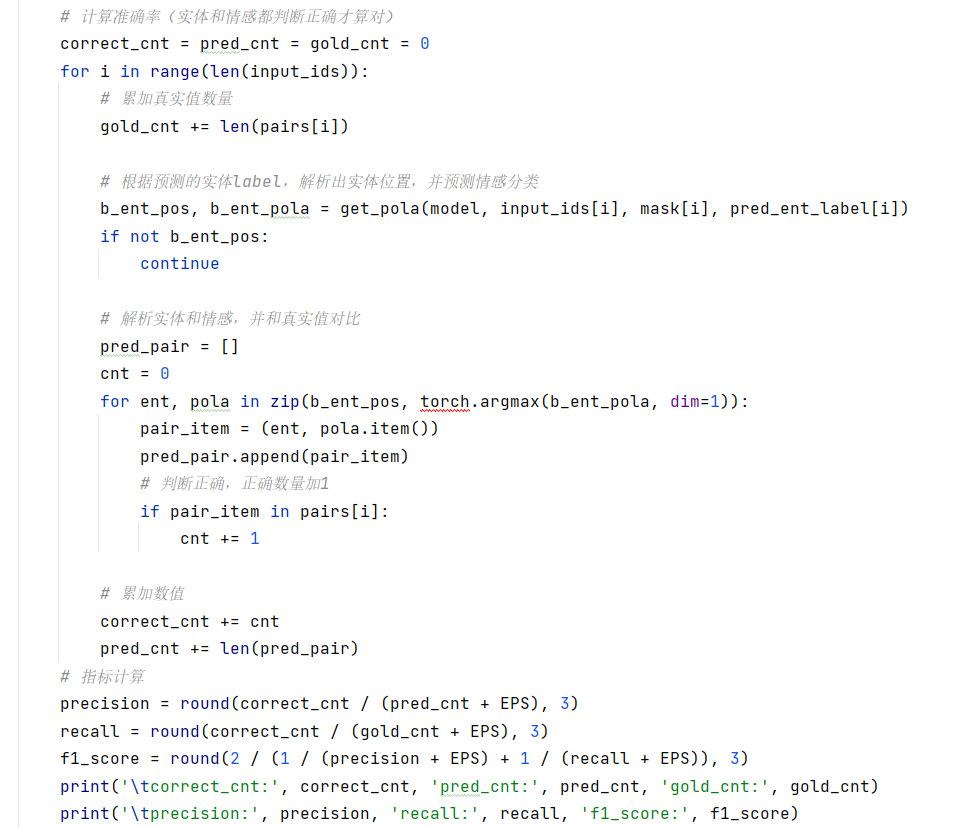 # 计算准确率（实体和情感都判断正确才算对）
correct_cnt = pred_cnt = gold_cnt = 0
for i in range(len(input_ids)):
    # 累加真实值数量
    gold_cnt += len(pairs[i])

    # 根据预测的实体label，解析出实体位置，并预测情感分类
    b_ent_pos, b_ent_pola = get_pola(model, input_ids[i], mask[i], pred_ent_label[i])
    if not b_ent_pos:
        continue

    # 解析实体和情感，并和真实值对比
    pred_pair = []
    cnt = 0
    for ent, pola in zip(b_ent_pos, torch.argmax(b_ent_pola, dim=1)):
        pair_item = (ent, pola.item())
        pred_pair.append(pair_item)
        # 判断正确，正确数量加1
        if pair_item in pairs[i]:
            cnt += 1

    # 累加数值
    correct_cnt += cnt
    pred_cnt += len(pred_pair)
# 指标计算
precision = round(correct_cnt / (pred_cnt + EPS), 3)
recall = round(correct_cnt / (gold_cnt + EPS), 3)
f1_score = round(2 / (1 / (precision + EPS) + 1 / (recall + EPS)), 3)
print('\tcorrect_cnt:', correct_cnt, 'pred_cnt:', pred_cnt, 'gold_cnt:', gold_cnt)
print('\tprecision:', precision, 'recall:', recall, 'f1_score:', f1_score)